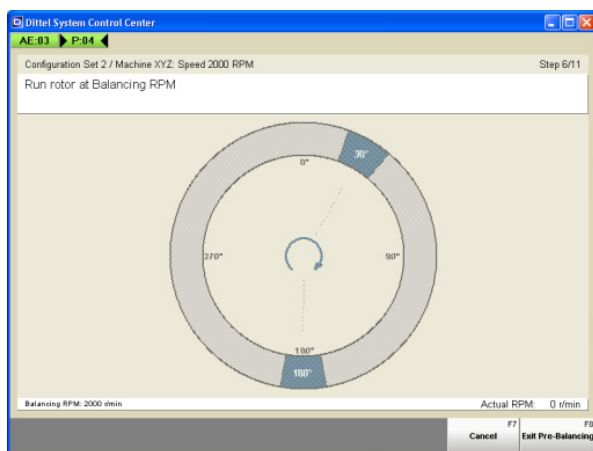 Dittel System Control Center
AE:03 P:04
Configuration Set 2 / Machine XYZ: Speed 2000 RPM Step 6/11
Run rotor at Balancing RPM
30°
0°
270° 90°
180°
180°
Balancing RPM: 2000 r/min Actual RPM: 0 r/min
F7 F8
Cancel Exit Pre-Balancing